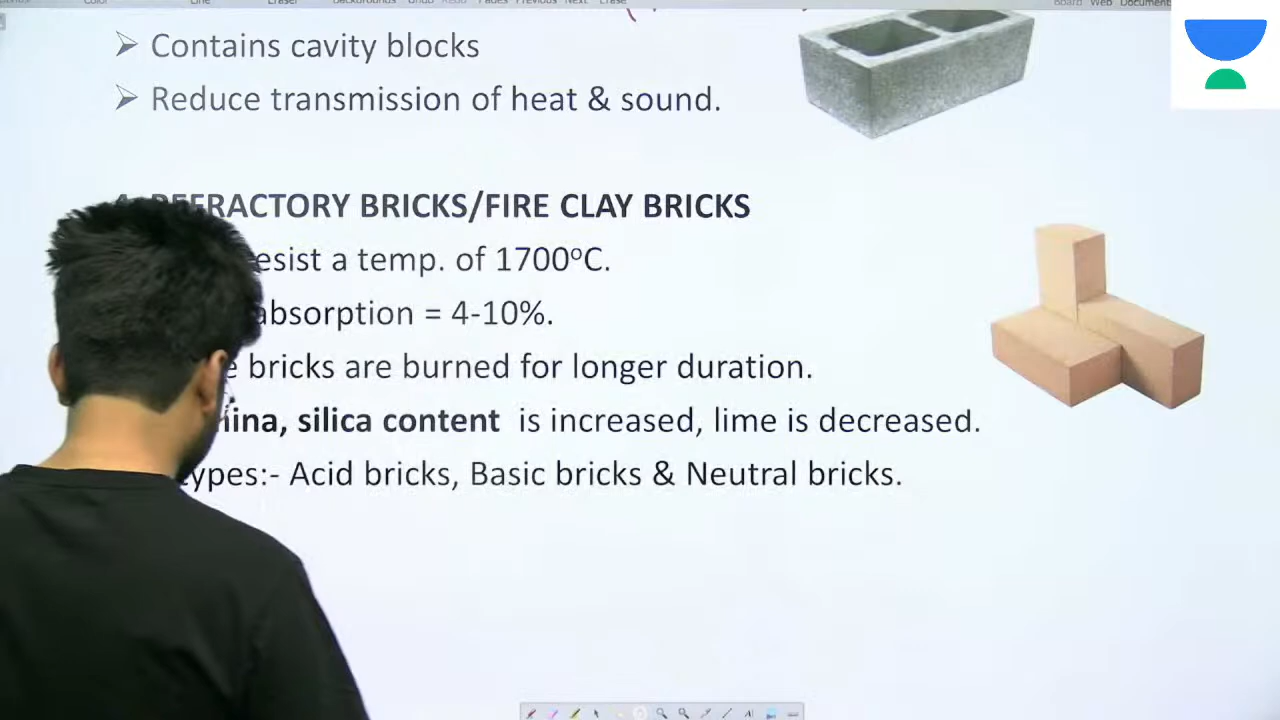 Contains cavity blocks
Reduce transmission of heat & sound.
REFRACTORY BRICKS/FIRE CLAY BRICKS
esist a temp. of 1700°C.
absorption = 4-10%.
bricks are burned for longer duration.
ina, silica content is increased, lime is decreased.
types:- Acid bricks, Basic bricks & Neutral bricks.